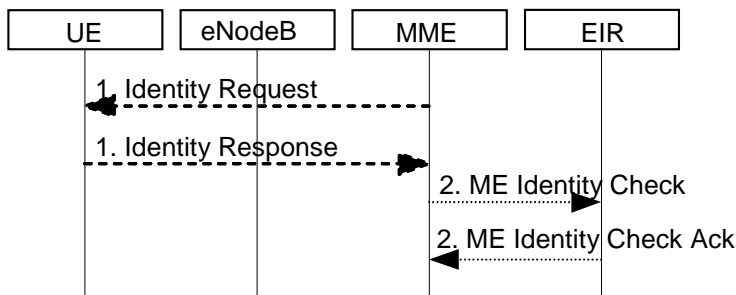 UE eNodeB MME EIR
1. Identity Request
1. Identity Response
2. ME Identity Check
2. ME Identity Check Ack